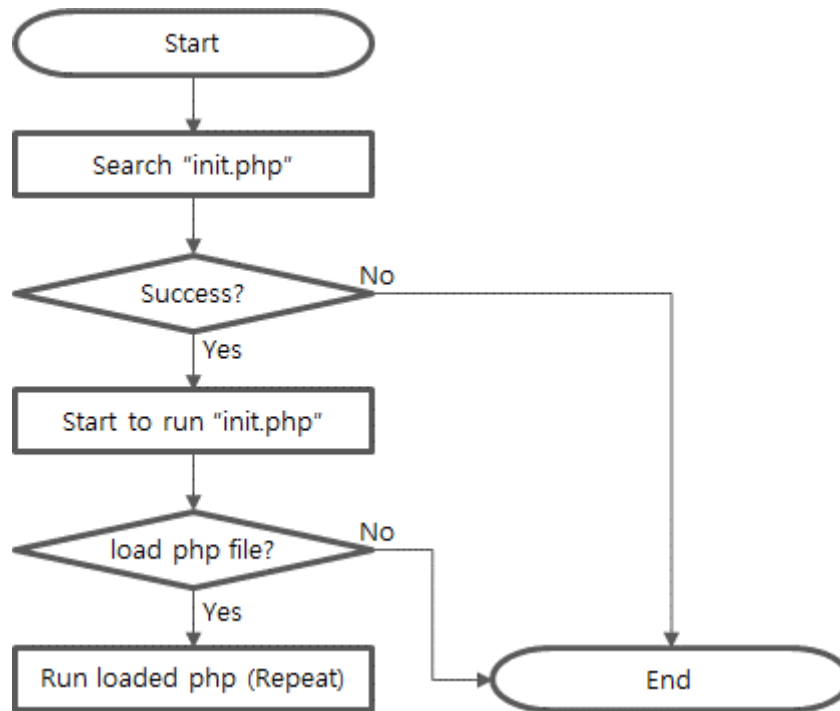 Start
Search “init.php”
Success?
No
Yes
Start to run “init.php”
load php file?
No
Yes
Run loaded php (Repeat)
End